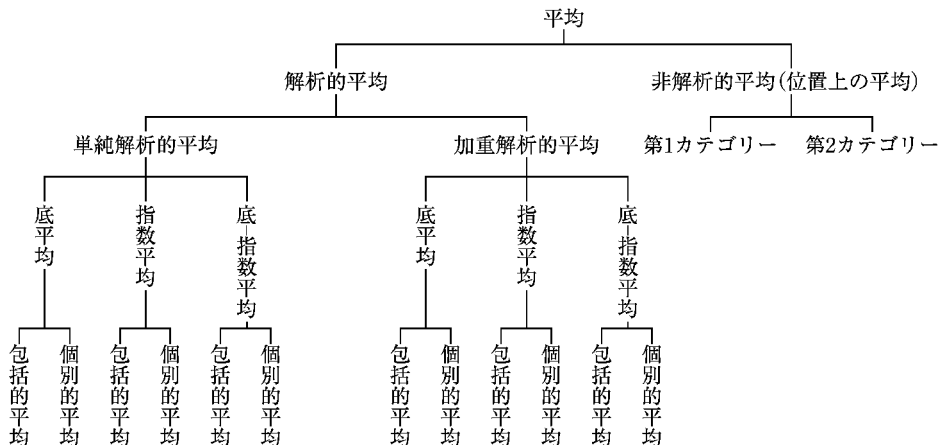 平均
解析的平均 非解析的平均(位置上の平均)
単純解析的平均 加重解析的平均 第1カテゴリー 第2カテゴリー
底平均
指数平均
底-指数平均
底平均
指数平均
底-指数平均
包括的平均
個別的平均
包括的平均
個別的平均
包括的平均
個別的平均
包括的平均
個別的平均
包括的平均
個別的平均
包括的平均
個別的平均